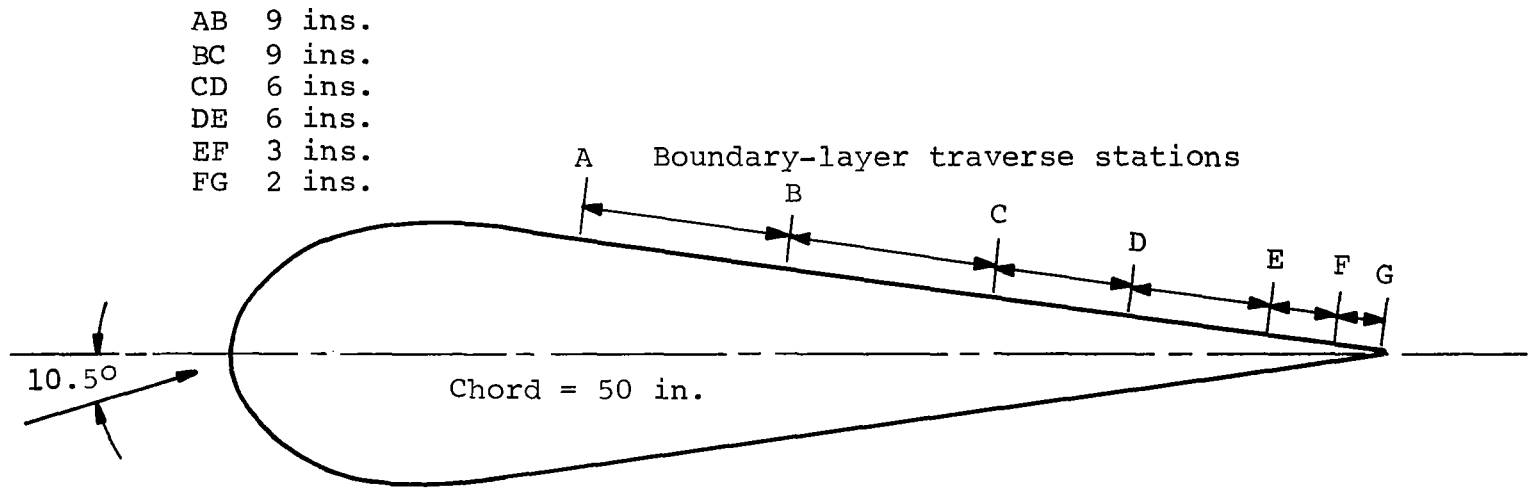 AB 9 ins.
BC 9 ins.
CD 6 ins.
DE 6 ins.
EF 3 ins.
FG 2 ins.
A Boundary-layer traverse stations
B
C
D
E
F
G
10.5°
Chord = 50 in.